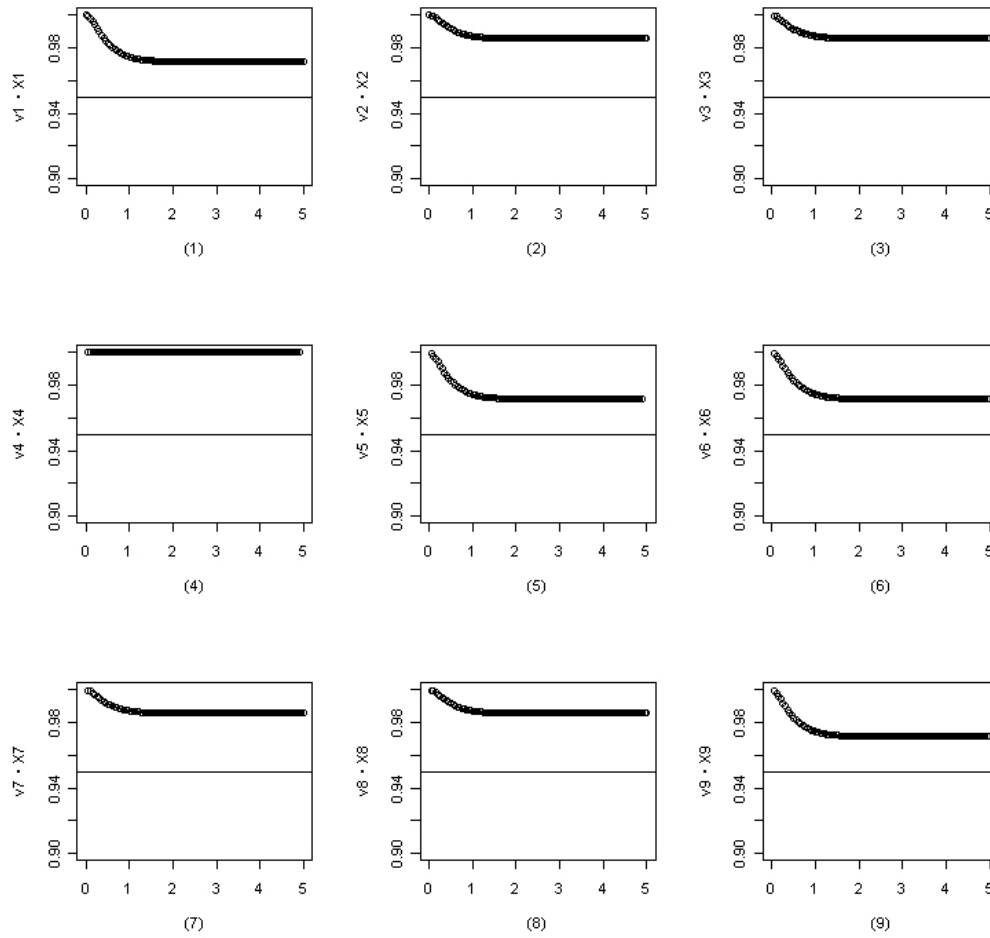 v1 · X1
0.90 0.94 0.98
0 1 2 3 4 5
(1)
v2 · X2
0.90 0.94 0.98
0 1 2 3 4 5
(2)
v3 · X3
0.90 0.94 0.98
0 1 2 3 4 5
(3)
v4 · X4
0.90 0.94 0.98
0 1 2 3 4 5
(4)
v5 · X5
0.90 0.94 0.98
0 1 2 3 4 5
(5)
v6 · X6
0.90 0.94 0.98
0 1 2 3 4 5
(6)
v7 · X7
0.90 0.94 0.98
0 1 2 3 4 5
(7)
v8 · X8
0.90 0.94 0.98
0 1 2 3 4 5
(8)
v9 · X9
0.90 0.94 0.98
0 1 2 3 4 5
(9)